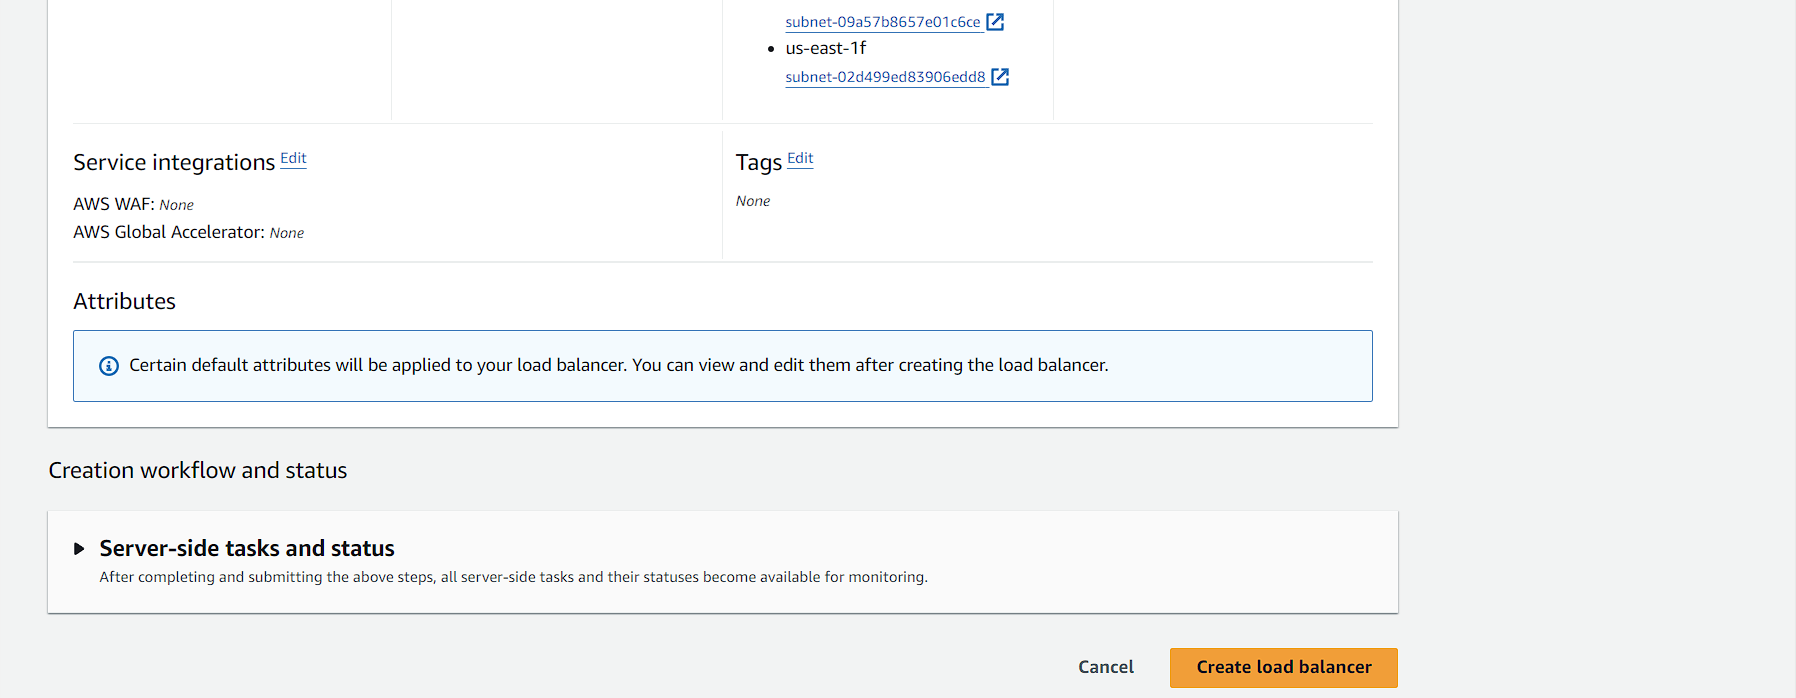 subnet-09a57b8657e01c6ce
• us-east-1f
subnet-02d499ed83906edd8
Service integrations Edit
AWS WAF: None
AWS Global Accelerator: None
Tags Edit
None
Attributes
Certain default attributes will be applied to your load balancer. You can view and edit them after creating the load balancer.
Creation workflow and status
Server-side tasks and status
After completing and submitting the above steps, all server-side tasks and their statuses become available for monitoring.
Cancel
Create load balancer